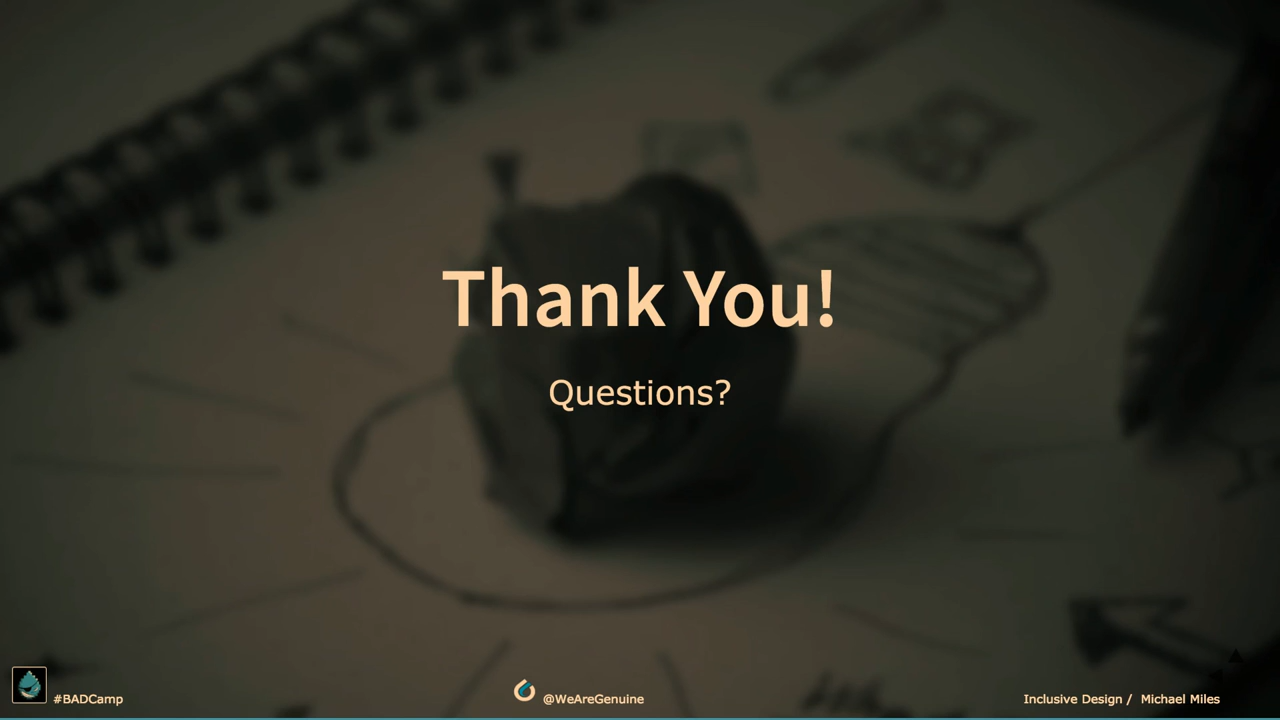 Thank You!
Questions?
#BADCamp
@WeAreGenuine
Inclusive Design / Michael Miles